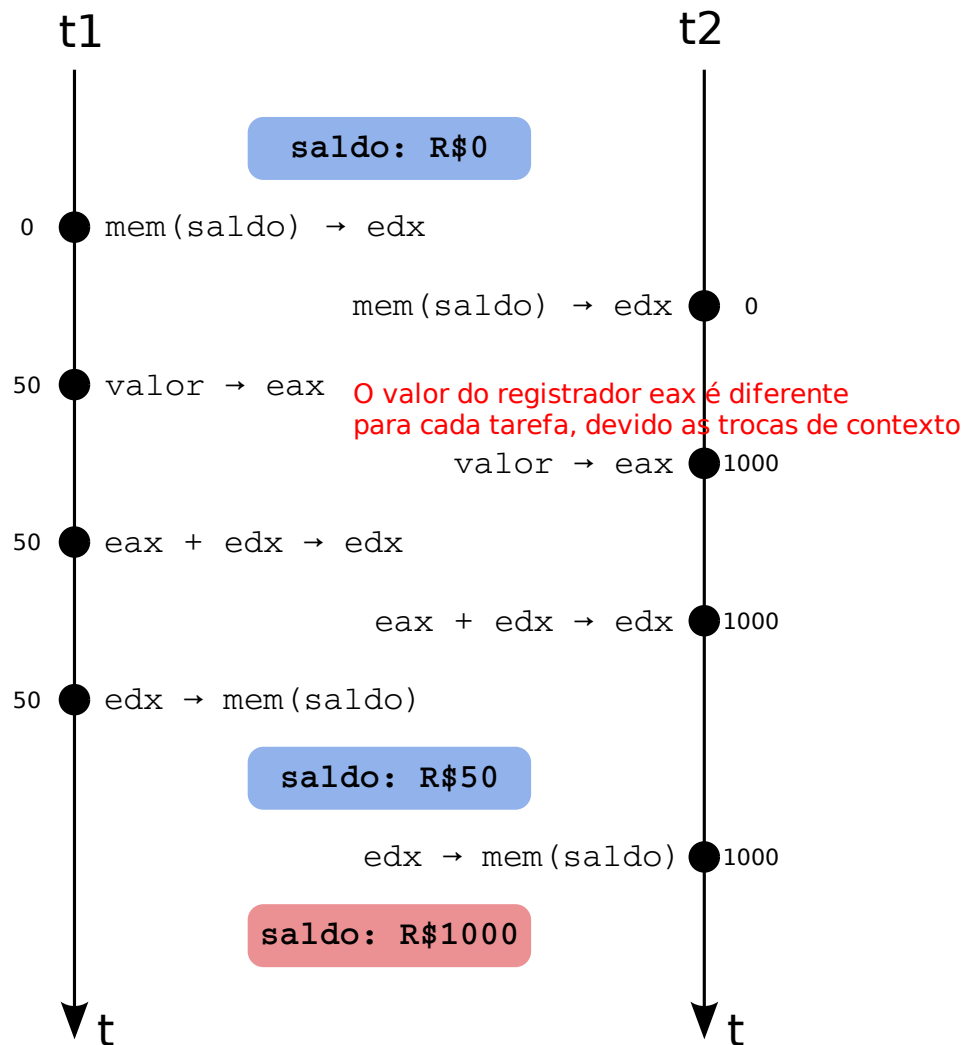 t1
t2
saldo: R$0
0 mem(saldo) → edx
mem(saldo) → edx 0
50 valor → eax
O valor do registrador eax é diferente
para cada tarefa, devido as trocas de contexto
valor → eax 1000
50 eax + edx → edx
eax + edx → edx 1000
50 edx → mem(saldo)
saldo: R$50
edx → mem(saldo) 1000
saldo: R$1000
t
t